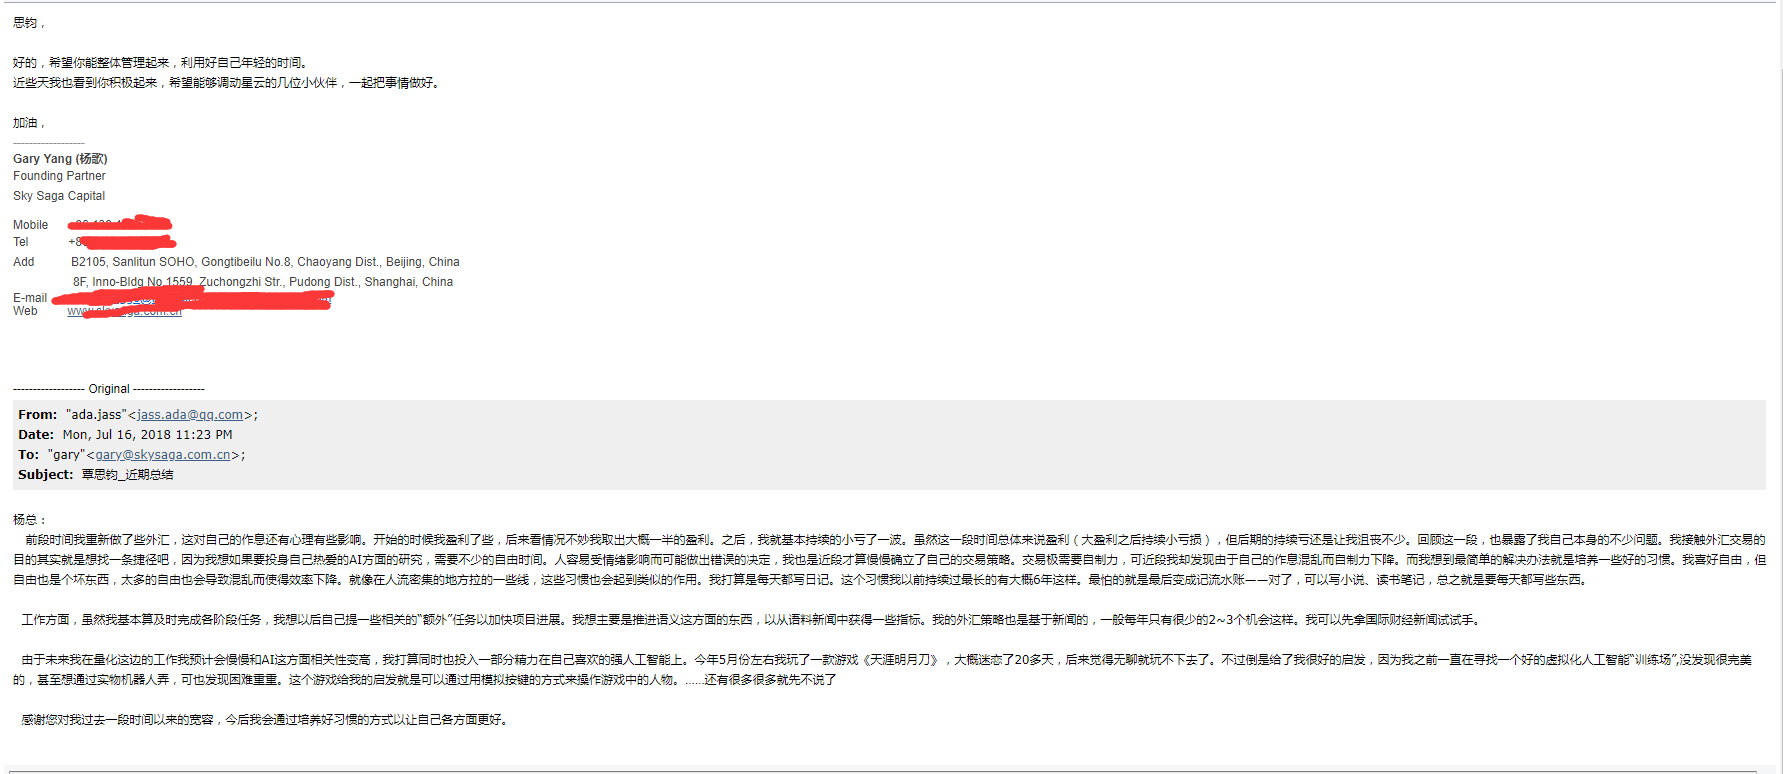 思钧，
好的，希望你能整体管理起来，利用好自己年轻的时间。
近些天我也看到你积极起来，希望能够调动星云的几位小伙伴，一起把事情做好。
加油，
------------------
Gary Yang (杨歌)
Founding Partner
Sky Saga Capital
Mobile
Tel +8
Add B2105, Sanlitun SOHO, Gongtibeilu No.8, Chaoyang Dist., Beijing, China
8F, Inno-Bldg No.1559, Zuchongzhi Str., Pudong Dist., Shanghai, China
E-mail
Web
------------------ Original ------------------
From: "ada.jass"<jass.ada@qq.com>;
Date: Mon, Jul 16, 2018 11:23 PM
To: "gary"<gary@skysaga.com.cn>;
Subject: 覃思钧_近期总结
杨总：
前段时间我重新做了些外汇，这对自己的作息还有心理有些影响。开始的时候我盈利了些，后来看情况不妙我取出大概一半的盈利。之后，我就基本持续的小亏了一波。虽然这一段时间总体来说盈利（大盈利之后持续小亏损），但后期的持续亏还是让我沮丧不少。回顾这一段，也暴露了我自己本身的不少问题。我接触外汇交易的
目的其实就是想找一条捷径吧，因为我想如果要投身自己热爱的AI方面的研究，需要不少的自由时间。人容易受情绪影响而可能做出错误的决定，我也是近段才算慢慢确立了自己的交易策略。交易极需要自制力，可近段我却发现由于自己的作息混乱而自制力下降。而我想到最简单的解决办法就是培养一些好的习惯。我喜好自由，但
自由也是个坏东西，太多的自由也会导致混乱而使得效率下降。就像在人流密集的地方拉的一些线，这些习惯也会起到类似的作用。我打算是每天都写日记。这个习惯我以前持续过最长的有大概6年这样。最怕的就是最后变成记流水账——对了，可以写小说、读书笔记，总之就是要每天都写些东西。
工作方面，虽然我基本算及时完成各阶段任务，我想以后自己提一些相关的“额外”任务以加快项目进展。我想主要是推进语义这方面的东西，以从语料新闻中获得一些指标。我的外汇策略也是基于新闻的，一般每年只有很少的2~3个机会这样。我可以先拿国际财经新闻试试手。
由于未来我在量化这边的工作我预计会慢慢和AI这方面相关性变高，我打算同时也投入一部分精力在自己喜欢的强人工智能上。今年5月份左右我玩了一款游戏《天涯明月刀》，大概迷恋了20多天，后来觉得无聊就玩不下去了。不过倒是给了我很好的启发，因为我之前一直在寻找一个好的虚拟化人工智能“训练场”,没发现很完美
的，甚至想通过实物机器人弄，可也发现困难重重。这个游戏给我的启发就是可以通过用模拟按键的方式来操作游戏中的人物。……还有很多很多就先不说了
感谢您对我过去一段时间以来的宽容，今后我会通过培养好习惯的方式以让自己各方面更好。